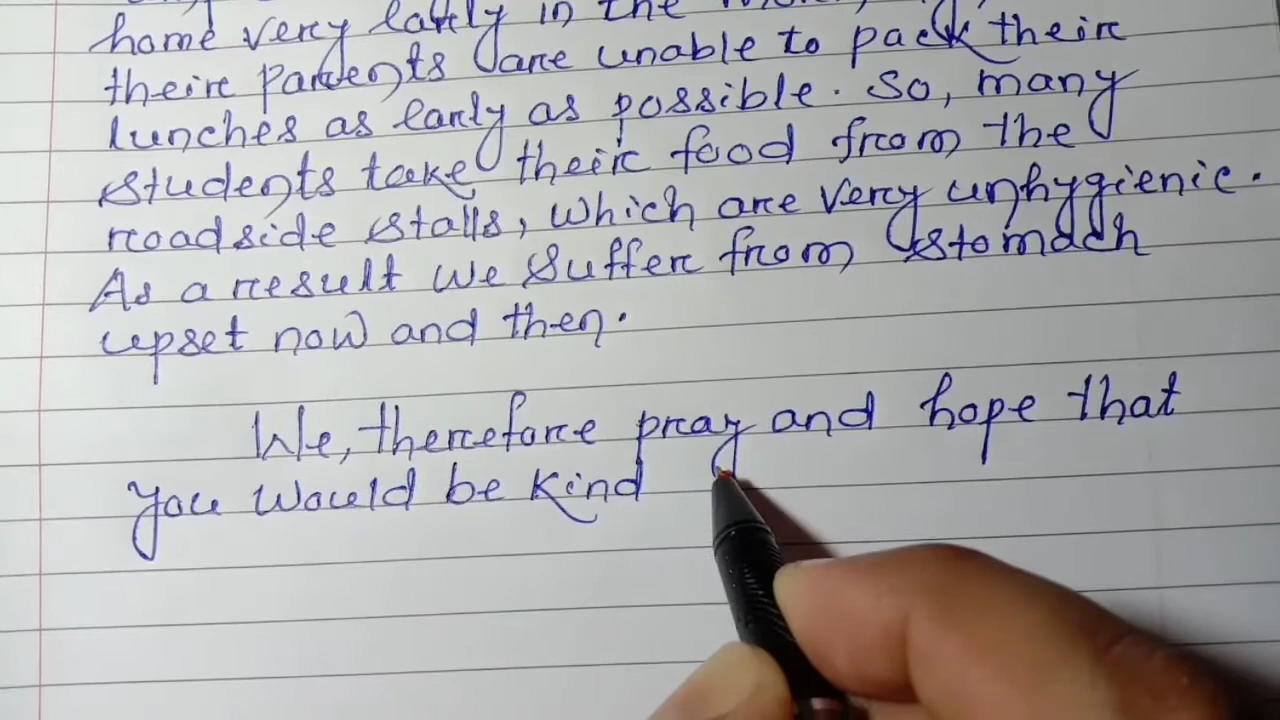 home very early in the
their parents are unable to pack their
lunches as early as possible. So, many
students take their food from the
roadside stalls, which are very unhygienic.
As a result we suffer from stomach
upset now and then.
We, therefore pray and hope that
you would be kind